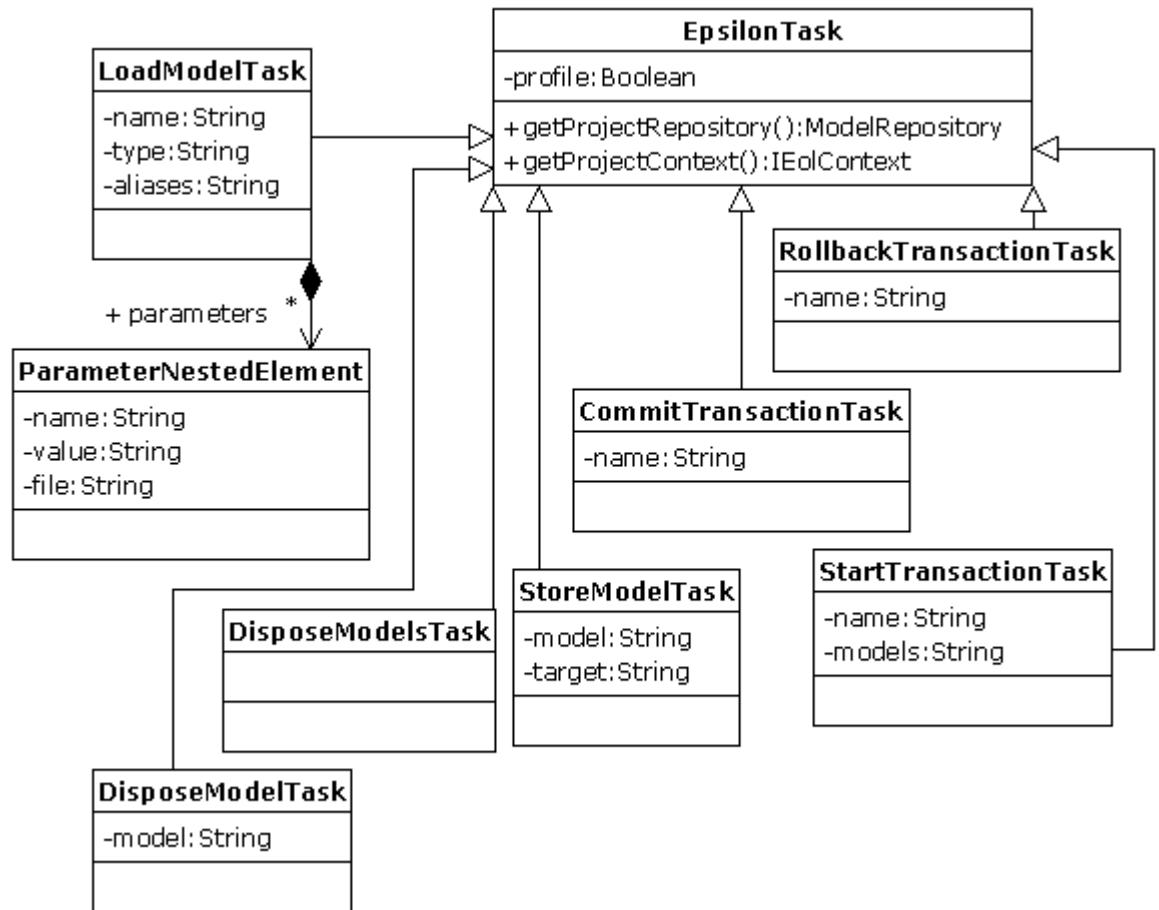 EpsilonTask
-profile:Boolean
+getProjectRepository():ModelRepository
+getProjectContext():IEolContext
LoadModelTask
-name:String
-type:String
-aliases:String
+ parameters
*
ParameterNestedElement
-name:String
-value:String
-file:String
RollbackTransactionTask
-name:String
CommitTransactionTask
-name:String
StartTransactionTask
-name:String
-models:String
StoreModelTask
-model:String
-target:String
DisposeModelsTask
DisposeModelTask
-model:String